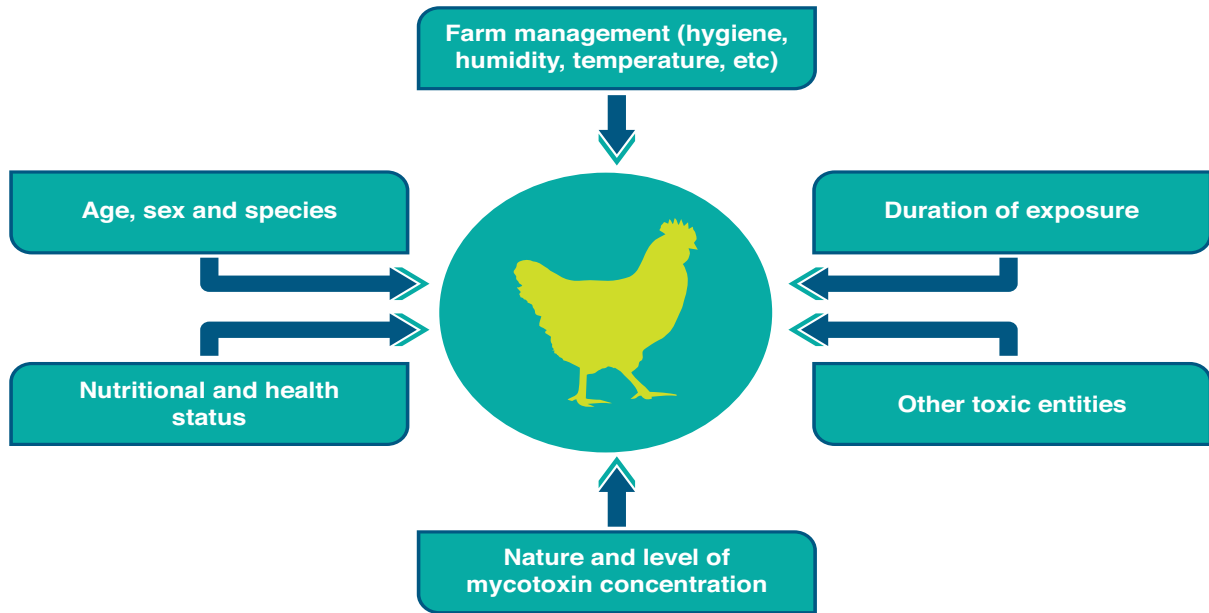 Farm management (hygiene,
humidity, temperature, etc)
Age, sex and species
Duration of exposure
Nutritional and health
status
Other toxic entities
Nature and level of
mycotoxin concentration